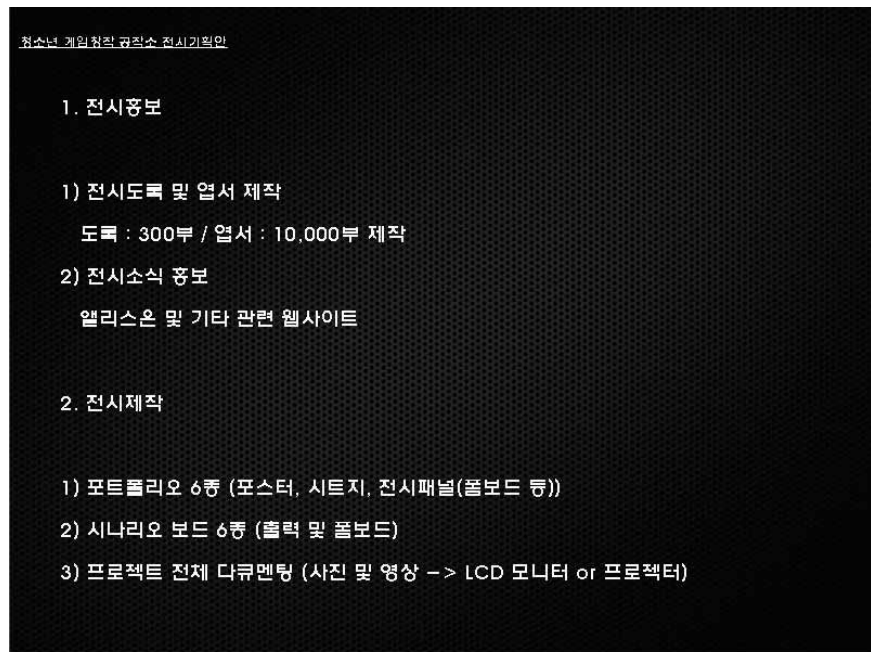 청소년 게임창작 공작소 전시기획안
1. 전시홍보
1) 전시도록 및 엽서 제작
도록 : 300부 / 엽서 : 10,000부 제작
2) 전시소식 홍보
앨리스온 및 기타 관련 웹사이트
2. 전시제작
1) 포트폴리오 6종 (포스터, 시트지, 전시패널(폼보드 등))
2) 시나리오 보드 6종 (출력 및 폼보드)
3) 프로젝트 전체 다큐멘팅 (사진 및 영상 -> LCD 모니터 or 프로젝터)